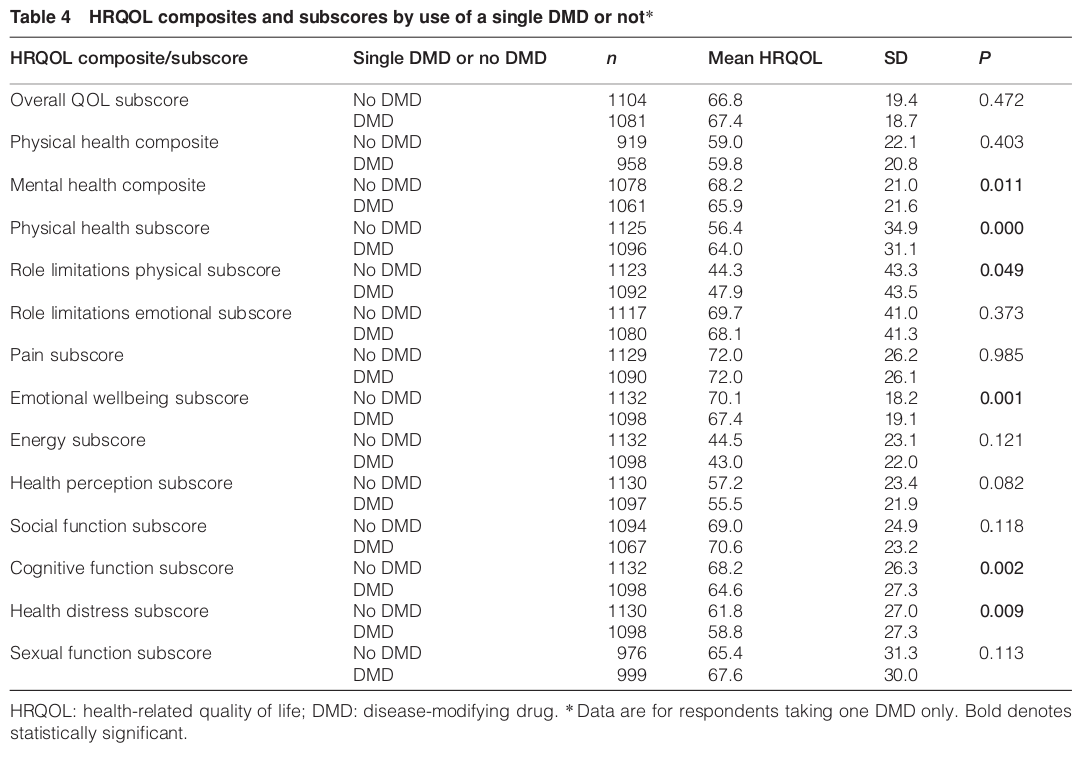 Table 4 HRQOL composites and subscores by use of a single DMD or not*
HRQOL composite/subscore Single DMD or no DMD n Mean HRQOL SD P
Overall QOL subscore No DMD 1104 66.8 19.4 0.472
DMD 1081 67.4 18.7
Physical health composite No DMD 919 59.0 22.1 0.403
DMD 958 59.8 20.8
Mental health composite No DMD 1078 68.2 21.0 0.011
DMD 1061 65.9 21.6
Physical health subscore No DMD 1125 56.4 34.9 0.000
DMD 1096 64.0 31.1
Role limitations physical subscore No DMD 1123 44.3 43.3 0.049
DMD 1092 47.9 43.5
Role limitations emotional subscore No DMD 1117 69.7 41.0 0.373
DMD 1080 68.1 41.3
Pain subscore No DMD 1129 72.0 26.2 0.985
DMD 1090 72.0 26.1
Emotional wellbeing subscore No DMD 1132 70.1 18.2 0.001
DMD 1098 67.4 19.1
Energy subscore No DMD 1132 44.5 23.1 0.121
DMD 1098 43.0 22.0
Health perception subscore No DMD 1130 57.2 23.4 0.082
DMD 1097 55.5 21.9
Social function subscore No DMD 1094 69.0 24.9 0.118
DMD 1067 70.6 23.2
Cognitive function subscore No DMD 1132 68.2 26.3 0.002
DMD 1098 64.6 27.3
Health distress subscore No DMD 1130 61.8 27.0 0.009
DMD 1098 58.8 27.3
Sexual function subscore No DMD 976 65.4 31.3 0.113
DMD 999 67.6 30.0
HRQOL: health-related quality of life; DMD: disease-modifying drug. *Data are for respondents taking one DMD only. Bold denotes
statistically significant.